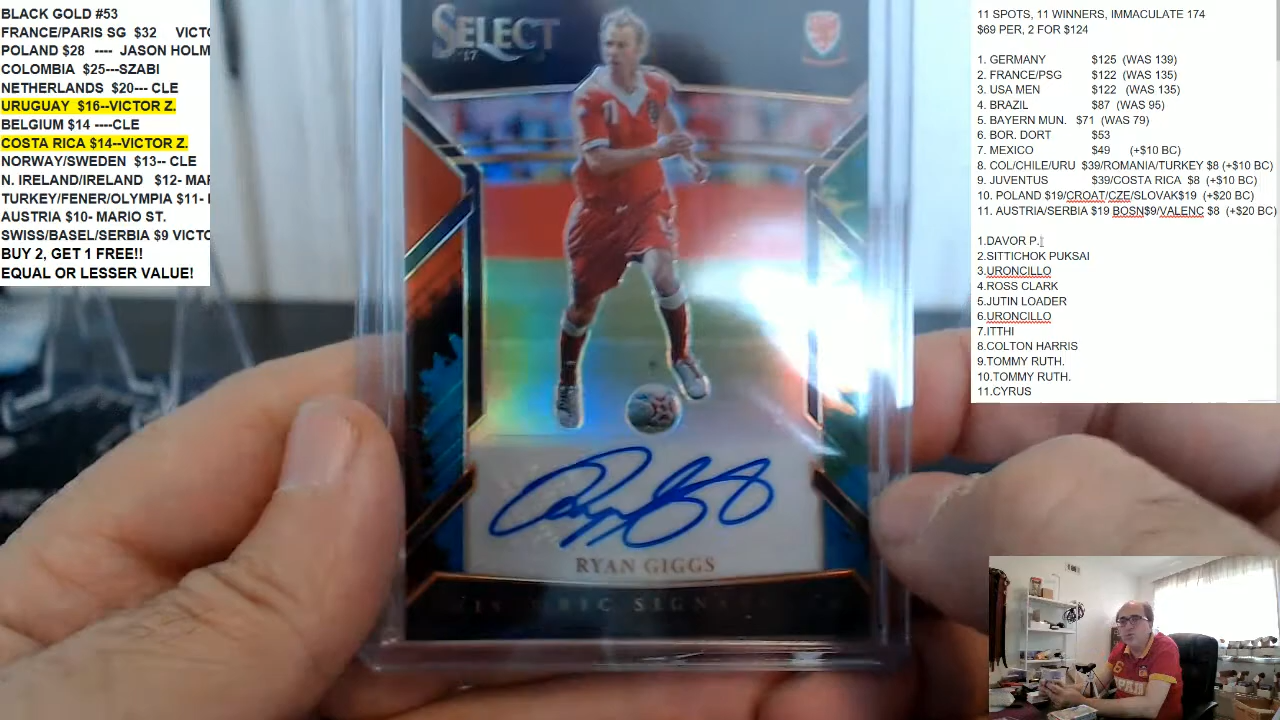 BLACK GOLD #53
FRANCE/PARIS SG $32 VICTO
POLAND $28 ---- JASON HOLM
COLOMBIA $25---SZABI
NETHERLANDS $20--- CLE
URUGUAY $16--VICTOR Z.
BELGIUM $14 ----CLE
COSTA RICA $14--VICTOR Z.
NORWAY/SWEDEN $13-- CLE
N. IRELAND/IRELAND $12- MAR
TURKEY/FENER/OLYMPIA $11-
AUSTRIA $10- MARIO ST.
SWISS/BASEL/SERBIA $9 VICTO
BUY 2, GET 1 FREE!!
EQUAL OR LESSER VALUE!
SELECT
'17
11
RYAN GIGGS
11 SPOTS, 11 WINNERS, IMMACULATE 174
$69 PER, 2 FOR $124
1. GERMANY $125 (WAS 139)
2. FRANCE/PSG $122 (WAS 135)
3. USA MEN $122 (WAS 135)
4. BRAZIL $87 (WAS 95)
5. BAYERN MUN. $71 (WAS 79)
6. BOR. DORT $53
7. MEXICO $49 (+$10 BC)
8. COL/CHILE/URU $39/ROMANIA/TURKEY $8 (+$10 BC)
9. JUVENTUS $39/COSTA RICA $8 (+$10 BC)
10. POLAND $19/CROAT/CZE/SLOVAK$19 (+$20 BC)
11. AUSTRIA/SERBIA $19 BOSN$9/VALENC $8 (+$20 BC)
1.DAVOR P.
2.SITTICHOK PUKSAI
3.URONCILLO
4.ROSS CLARK
5.JUTIN LOADER
6.URONCILLO
7.ITTHI
8.COLTON HARRIS
9.TOMMY RUTH.
10.TOMMY RUTH.
11.CYRUS